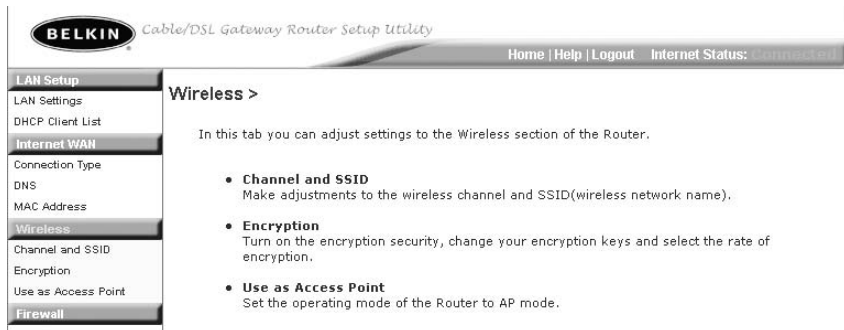 BELKIN
Cable/DSL Gateway Router Setup Utility
Home | Help | Logout Internet Status: Connected
LAN Setup
LAN Settings
DHCP Client List
Internet WAN
Connection Type
DNS
MAC Address
Wireless
Channel and SSID
Encryption
Use as Access Point
Firewall
Wireless >
In this tab you can adjust settings to the Wireless section of the Router.
• Channel and SSID
Make adjustments to the wireless channel and SSID(wireless network name).
• Encryption
Turn on the encryption security, change your encryption keys and select the rate of
encryption.
• Use as Access Point
Set the operating mode of the Router to AP mode.